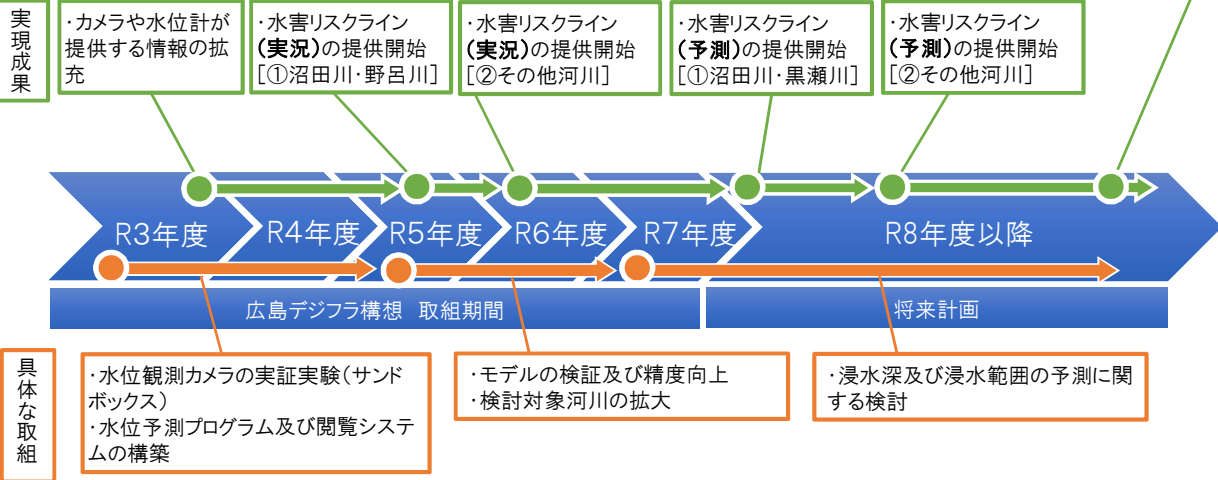 実現成果
・カメラや水位計が
提供する情報の拡
充
・水害リスクライン
(実況)の提供開始
[①沼田川・野呂川]
・水害リスクライン
(実況)の提供開始
[②その他河川]
・水害リスクライン
(予測)の提供開始
[①沼田川・黒瀬川]
・水害リスクライン
(予測)の提供開始
[②その他河川]
R3年度
R4年度
R5年度
R6年度
R7年度
R8年度以降
広島デジフラ構想 取組期間
将来計画
具体な取組
・水位観測カメラの実証実験(サンド
ボックス)
・水位予測プログラム及び閲覧システ
ムの構築
・モデルの検証及び精度向上
・検討対象河川の拡大
・浸水深及び浸水範囲の予測に関
する検討